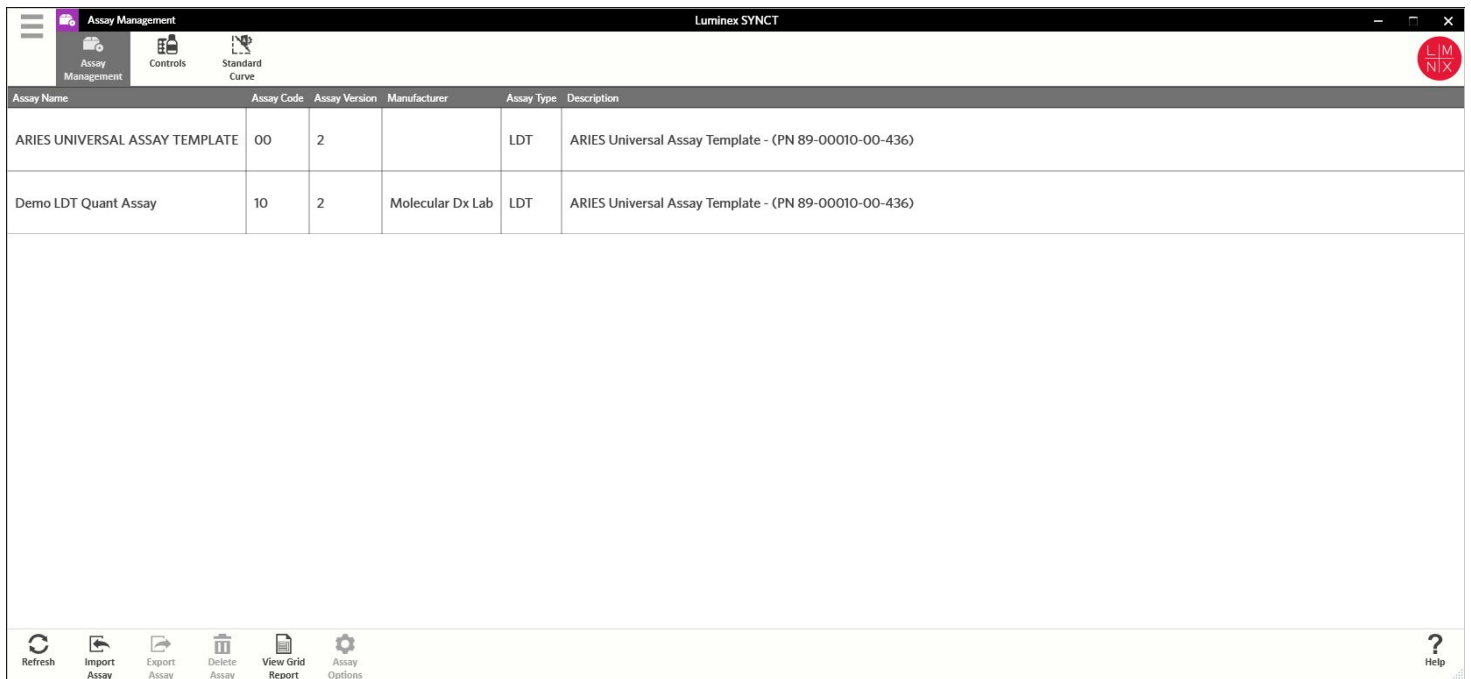 Assay Management
Luminex SYNCT
Assay
Management
Controls
Standard
Curve
L M
N X
Assay Name Assay Code Assay Version Manufacturer Assay Type Description
ARIES UNIVERSAL ASSAY TEMPLATE 00 2 LDT ARIES Universal Assay Template - (PN 89-00010-00-436)
Demo LDT Quant Assay 10 2 Molecular Dx Lab LDT ARIES Universal Assay Template - (PN 89-00010-00-436)
Refresh
Import
Assay
Export
Assay
Delete
Assay
View Grid
Report
Assay
Options
?
Help